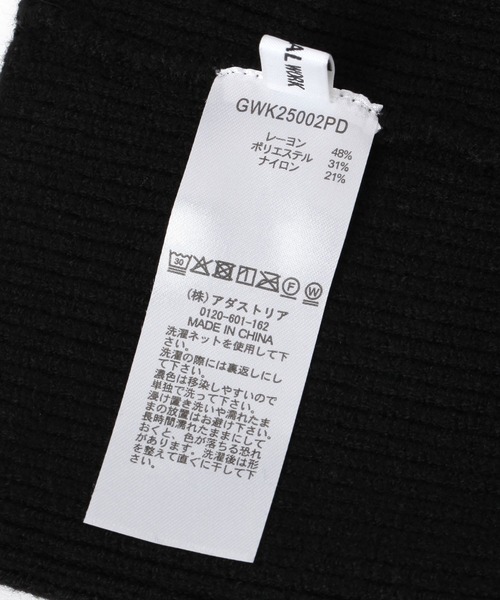 AL WORK
GWK25002PD
レーヨン 48%
ポリエステル 31%
ナイロン 21%
30
F W
(株)アダストリア
0120-601-162
MADE IN CHINA
洗濯ネットを使用して下
さい。
洗濯の際には裏返しにし
て下さい。
濃色は移染しやすいので
単独で洗って下さい。
浸け置き洗いや濡れたま
まの放置はお避け下さい。
長時間濡れたままにして
おくと、色が落ちる恐れ
があります。洗濯後は形
を整えて直ぐに干して下
さい。